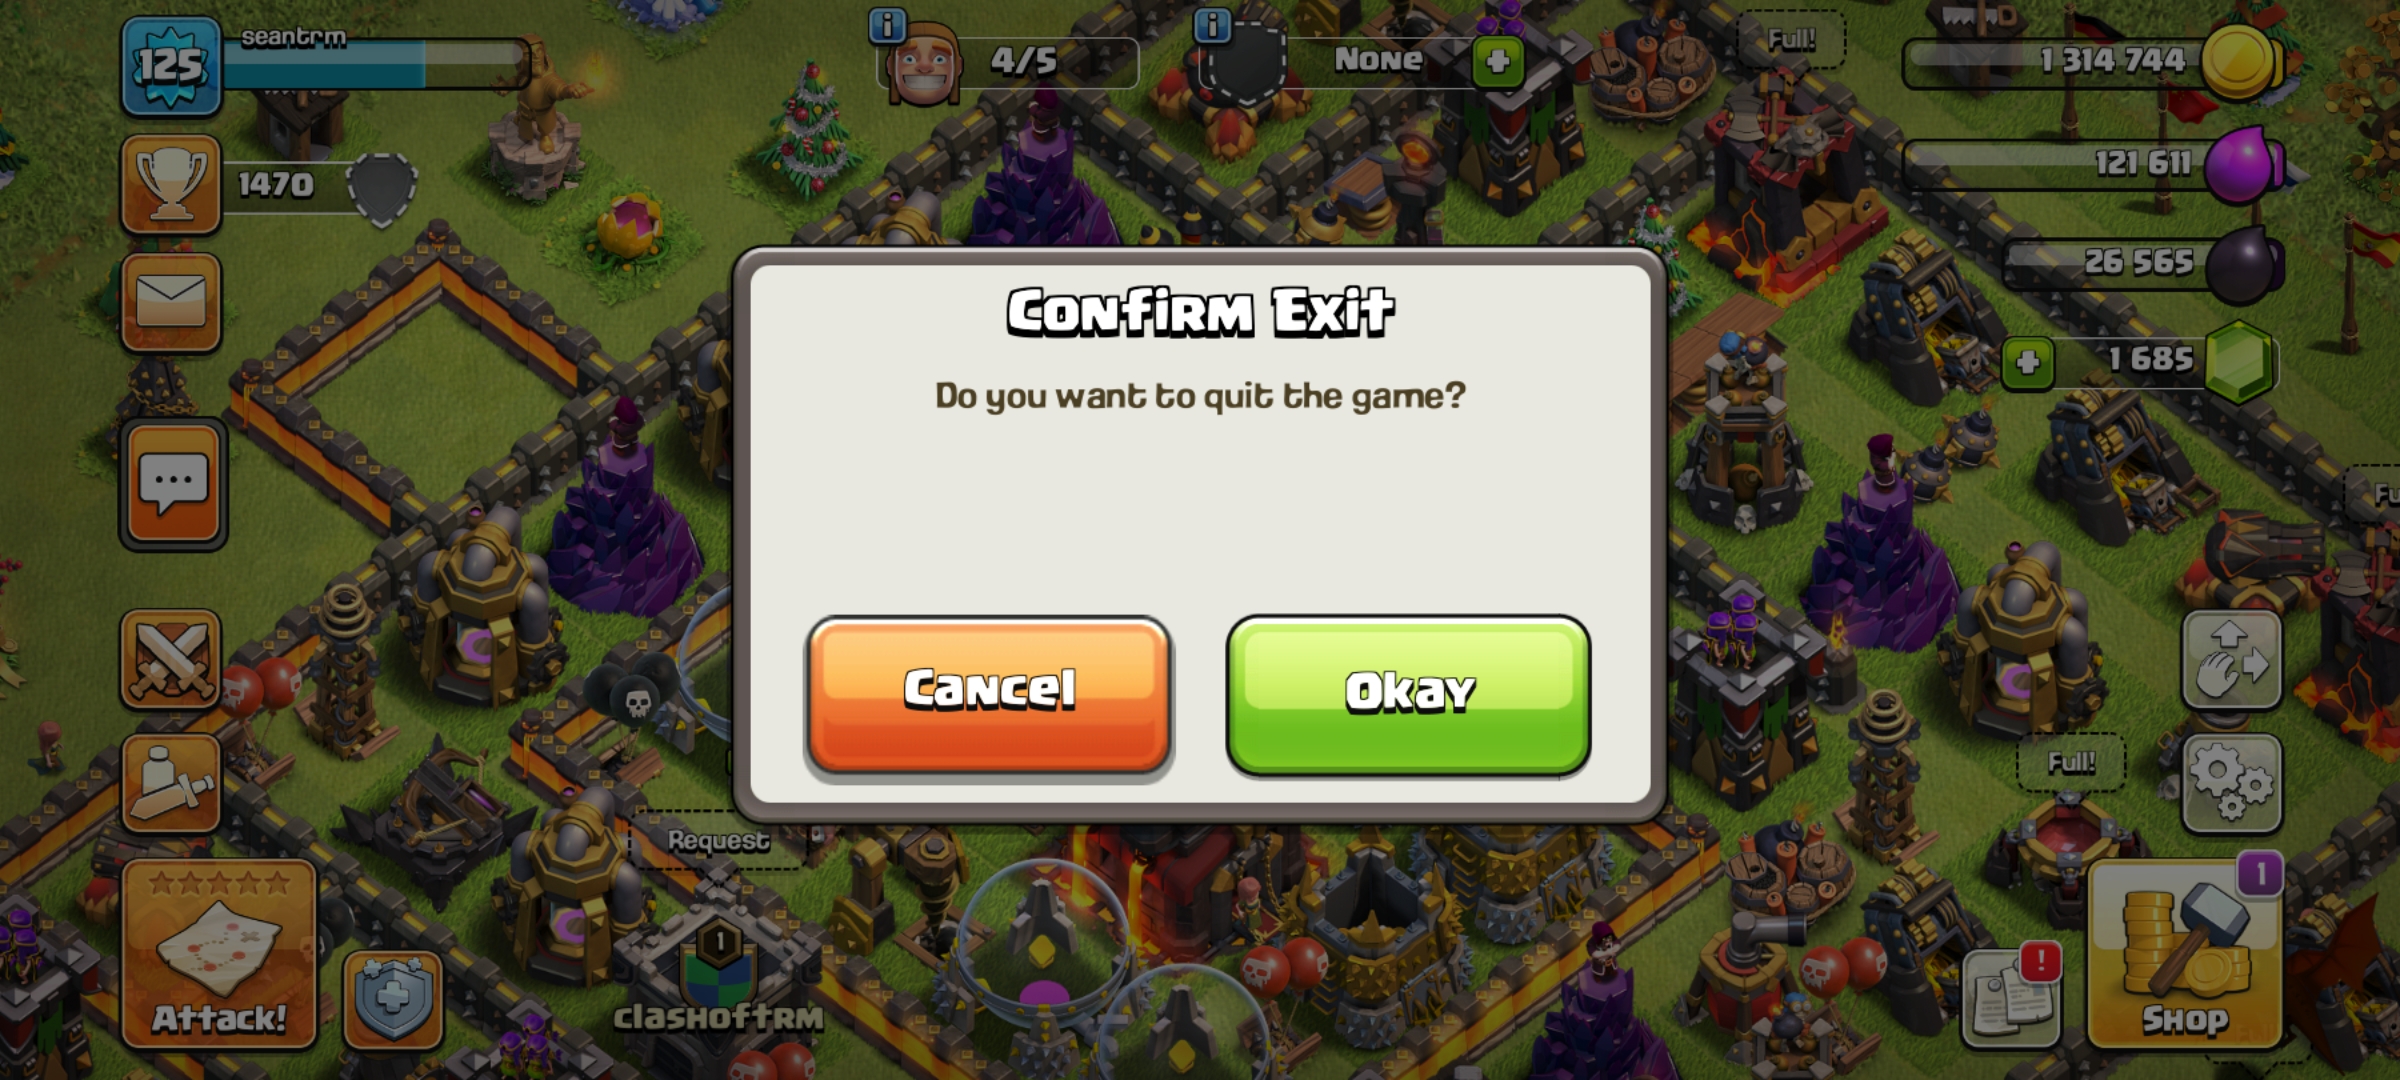 125
seantrm
4/5
None
Full!
1 314 744
1470
121 611
26 565
1 685
Confirm Exit
Do you want to quit the game?
Cancel
Okay
Full!
Request
1
1
Attack!
clashoftrm
!
Shop